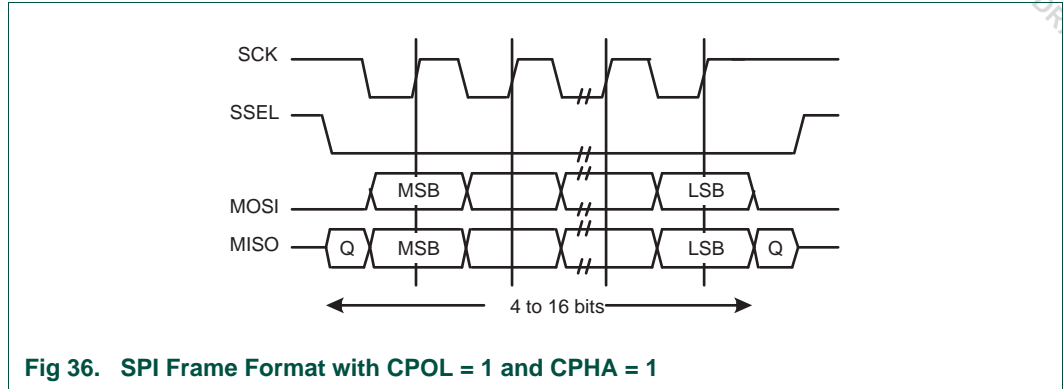 SCK
SSEL
MOSI MSB LSB
MISO Q MSB LSB Q
4 to 16 bits
Fig 36. SPI Frame Format with CPOL = 1 and CPHA = 1